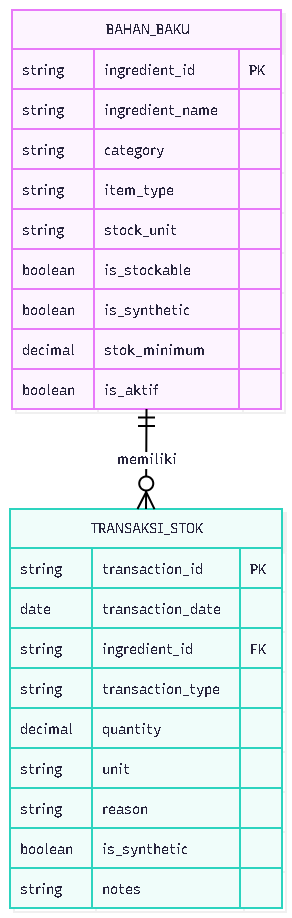 BAHAN_BAKU
string ingredient_id PK
string ingredient_name
string category
string item_type
string stock_unit
boolean is_stockable
boolean is_synthetic
decimal stok_minimum
boolean is_aktif
memiliki
TRANSAKSI_STOK
string transaction_id PK
date transaction_date
string ingredient_id FK
string transaction_type
decimal quantity
string unit
string reason
boolean is_synthetic
string notes